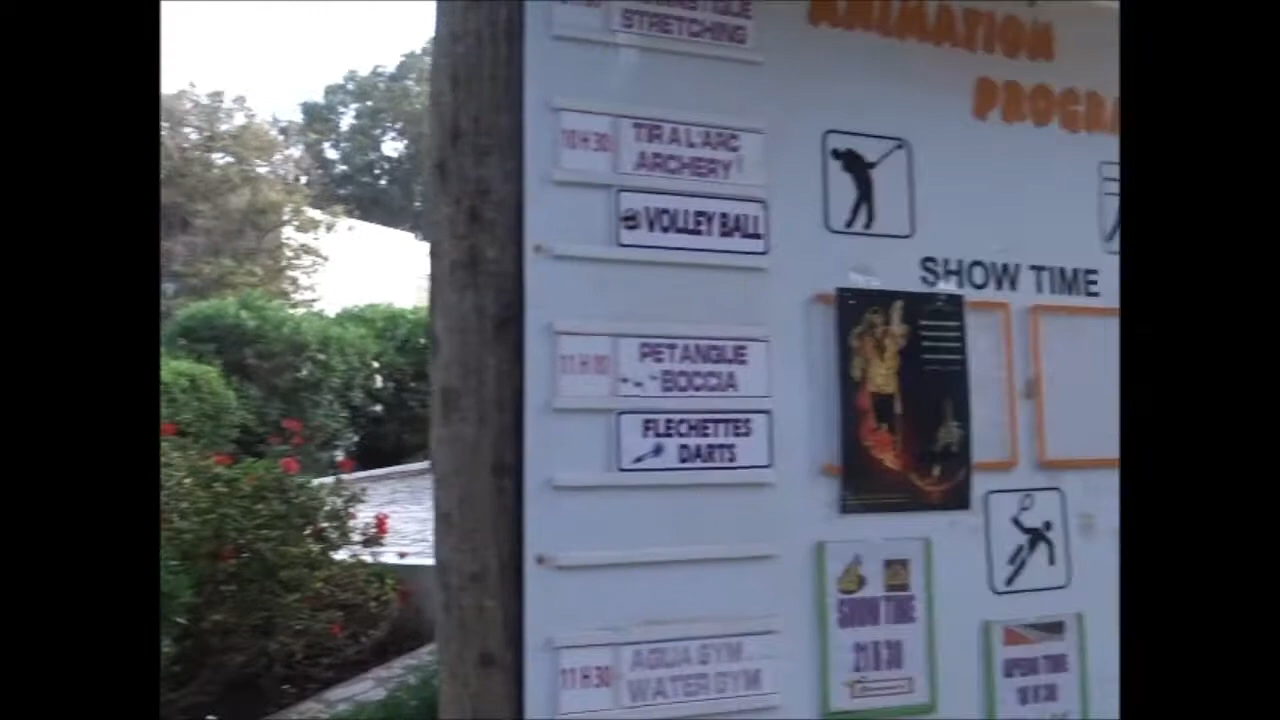 STRETCHING
10H30
TIR A L'ARC
ARCHERY
VOLLEY BALL
PETANQUE
BOCCIA
FLECHETTES
DARTS
11H30
AQUA GYM
WATER GYM
ANIMATION
PROGRA
SHOW TIME
SHOW TIME
21H30